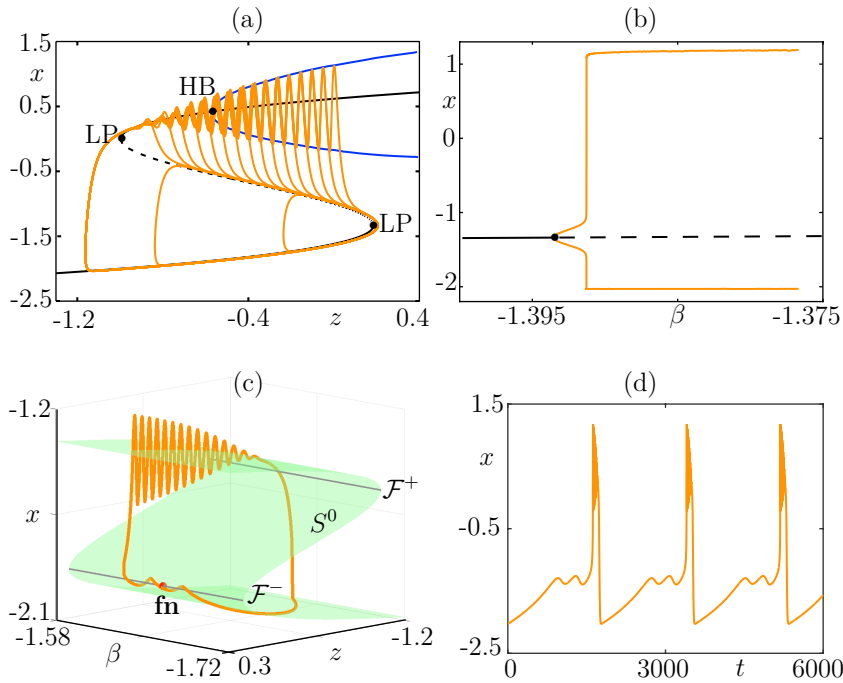 (a)
1.5
x
0.5
-0.5
-1.5
-2.5
HB
LP
LP
-1.2
-0.4
z
0.4
(b)
1
x
0
-1
-2
-1.395
β
-1.375
(c)
-1.2
x
-2.1
-1.58
β
-1.72
0.3
z
-1.2
F⁺
S⁰
F⁻
fn
(d)
1.5
x
-0.5
-2.5
0
3000
t
6000